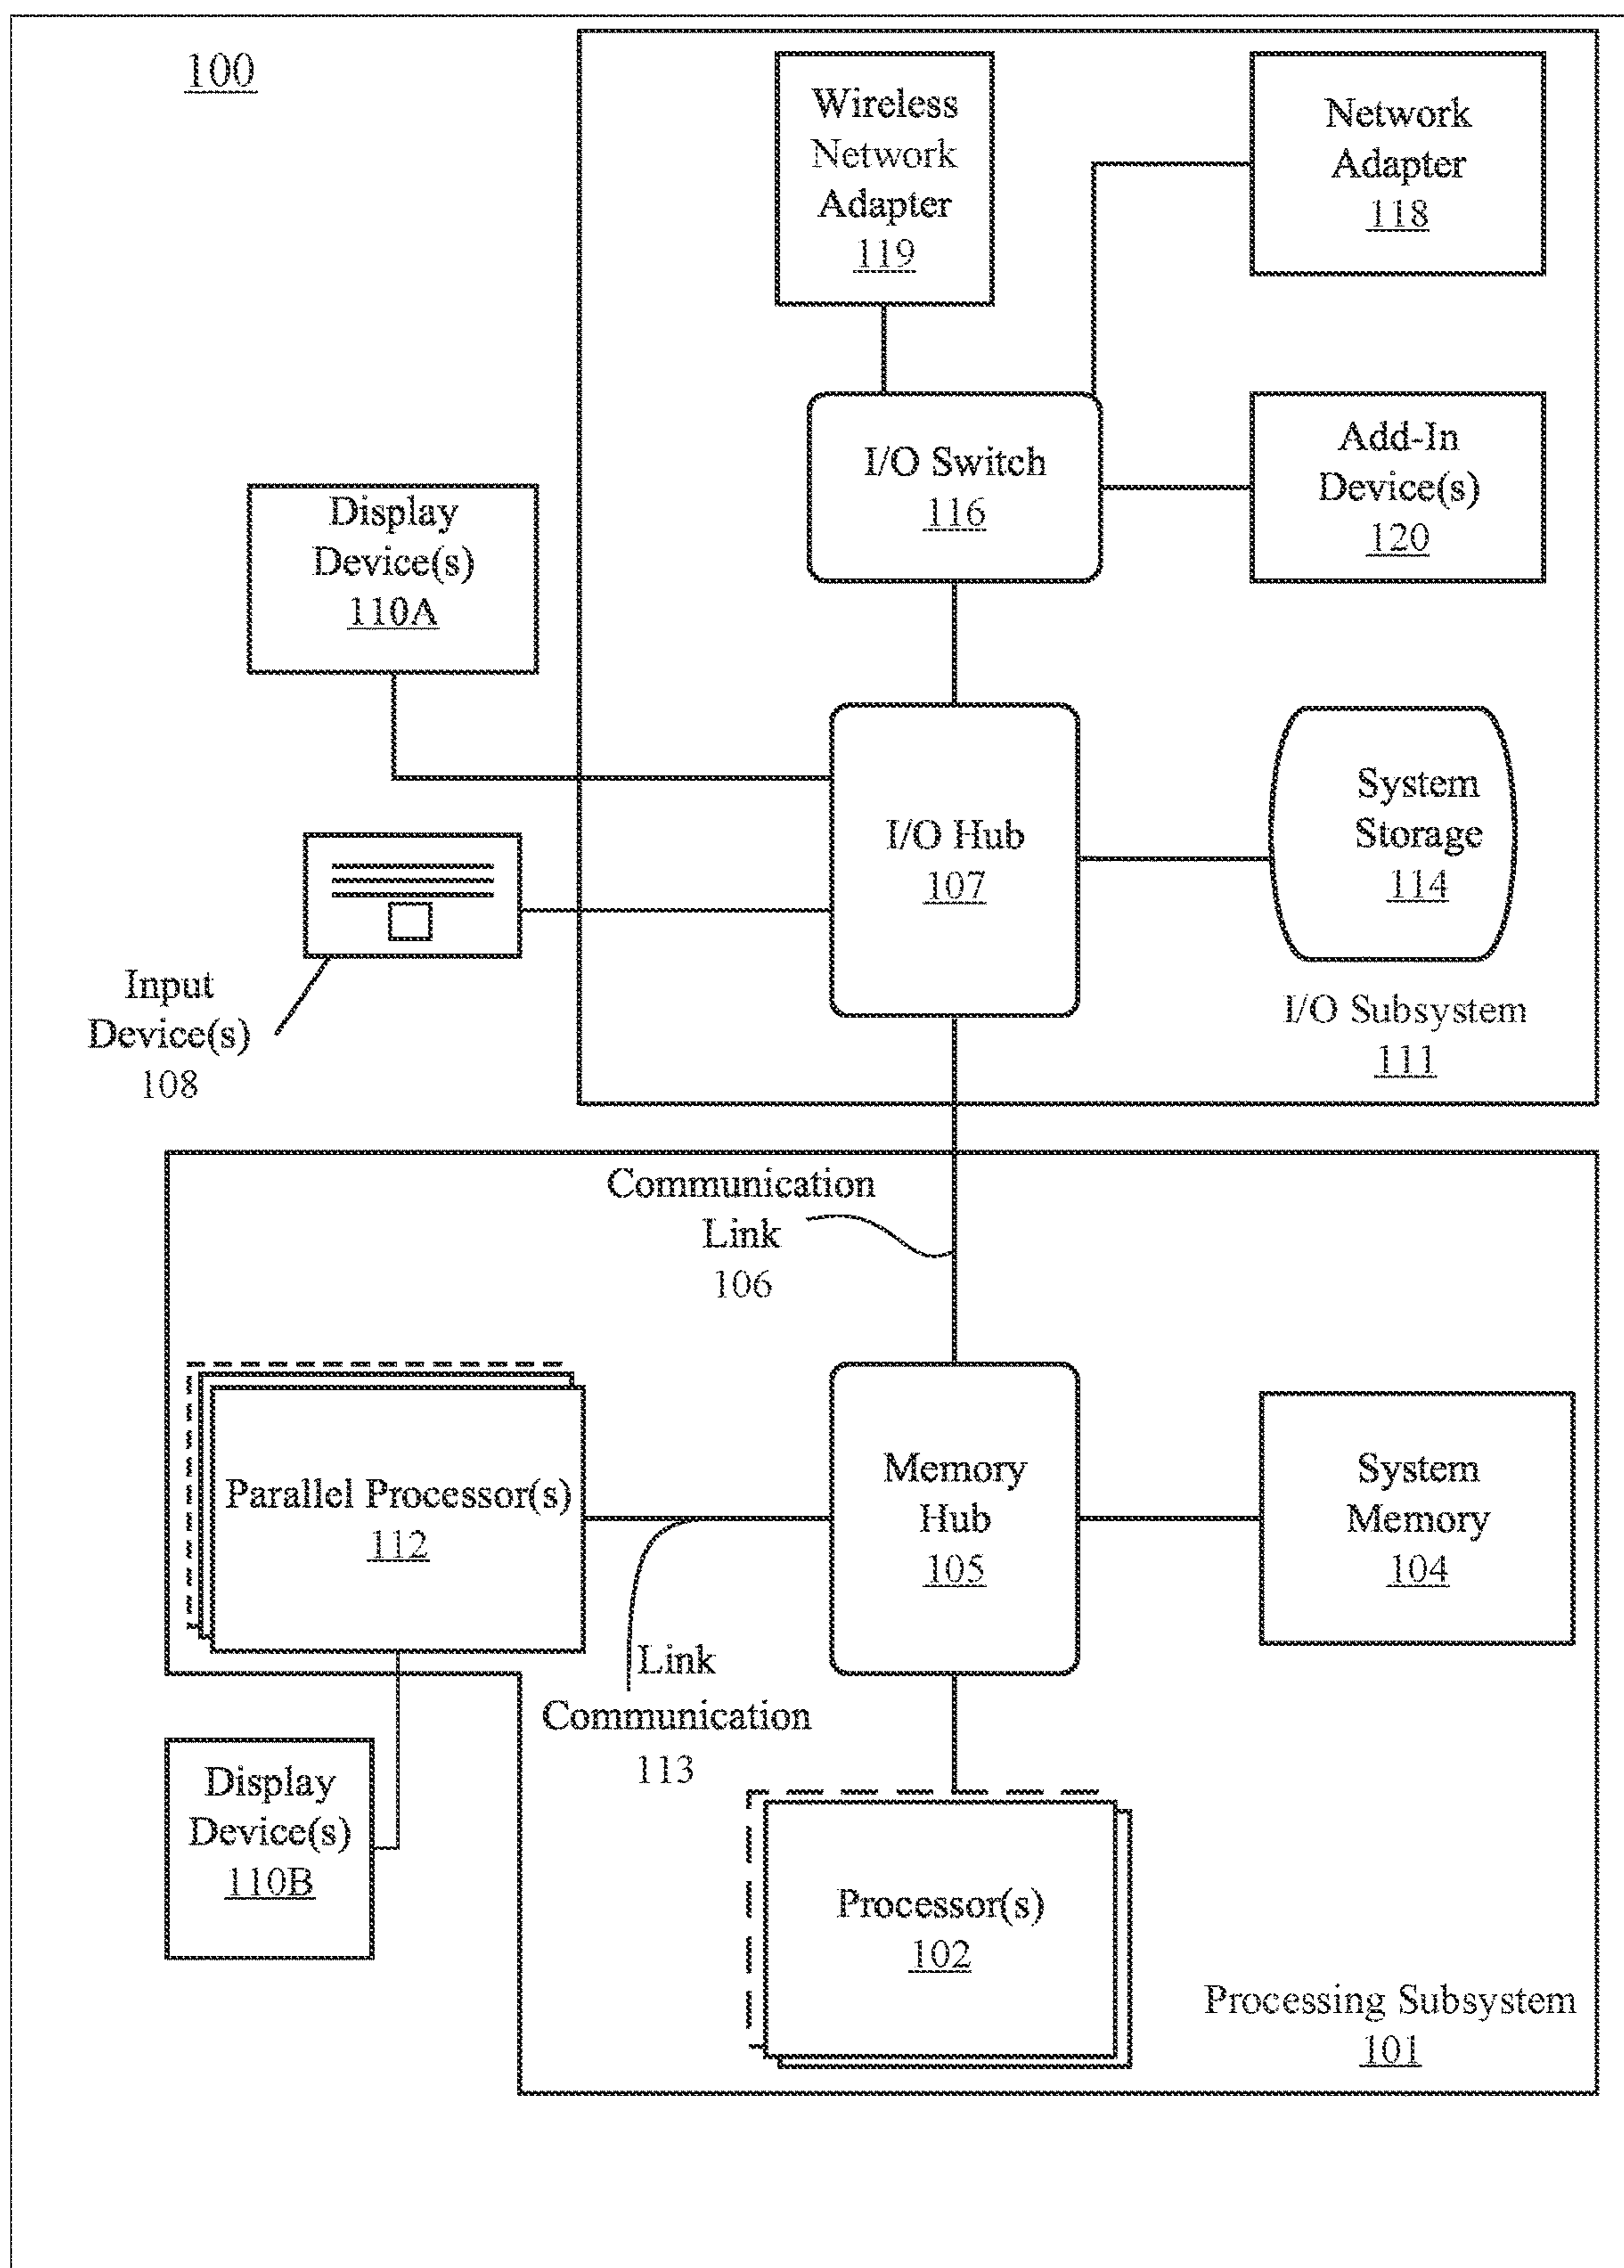 100
Wireless
Network
Adapter
119
Network
Adapter
118
I/O Switch
116
Add-In
Device(s)
120
Display
Device(s)
110A
I/O Hub
107
System
Storage
114
Input
Device(s)
108
I/O Subsystem
111
Communication
Link
106
Parallel Processor(s)
112
Memory
Hub
105
System
Memory
104
Link
Communication
113
Display
Device(s)
110B
Processor(s)
102
Processing Subsystem
101